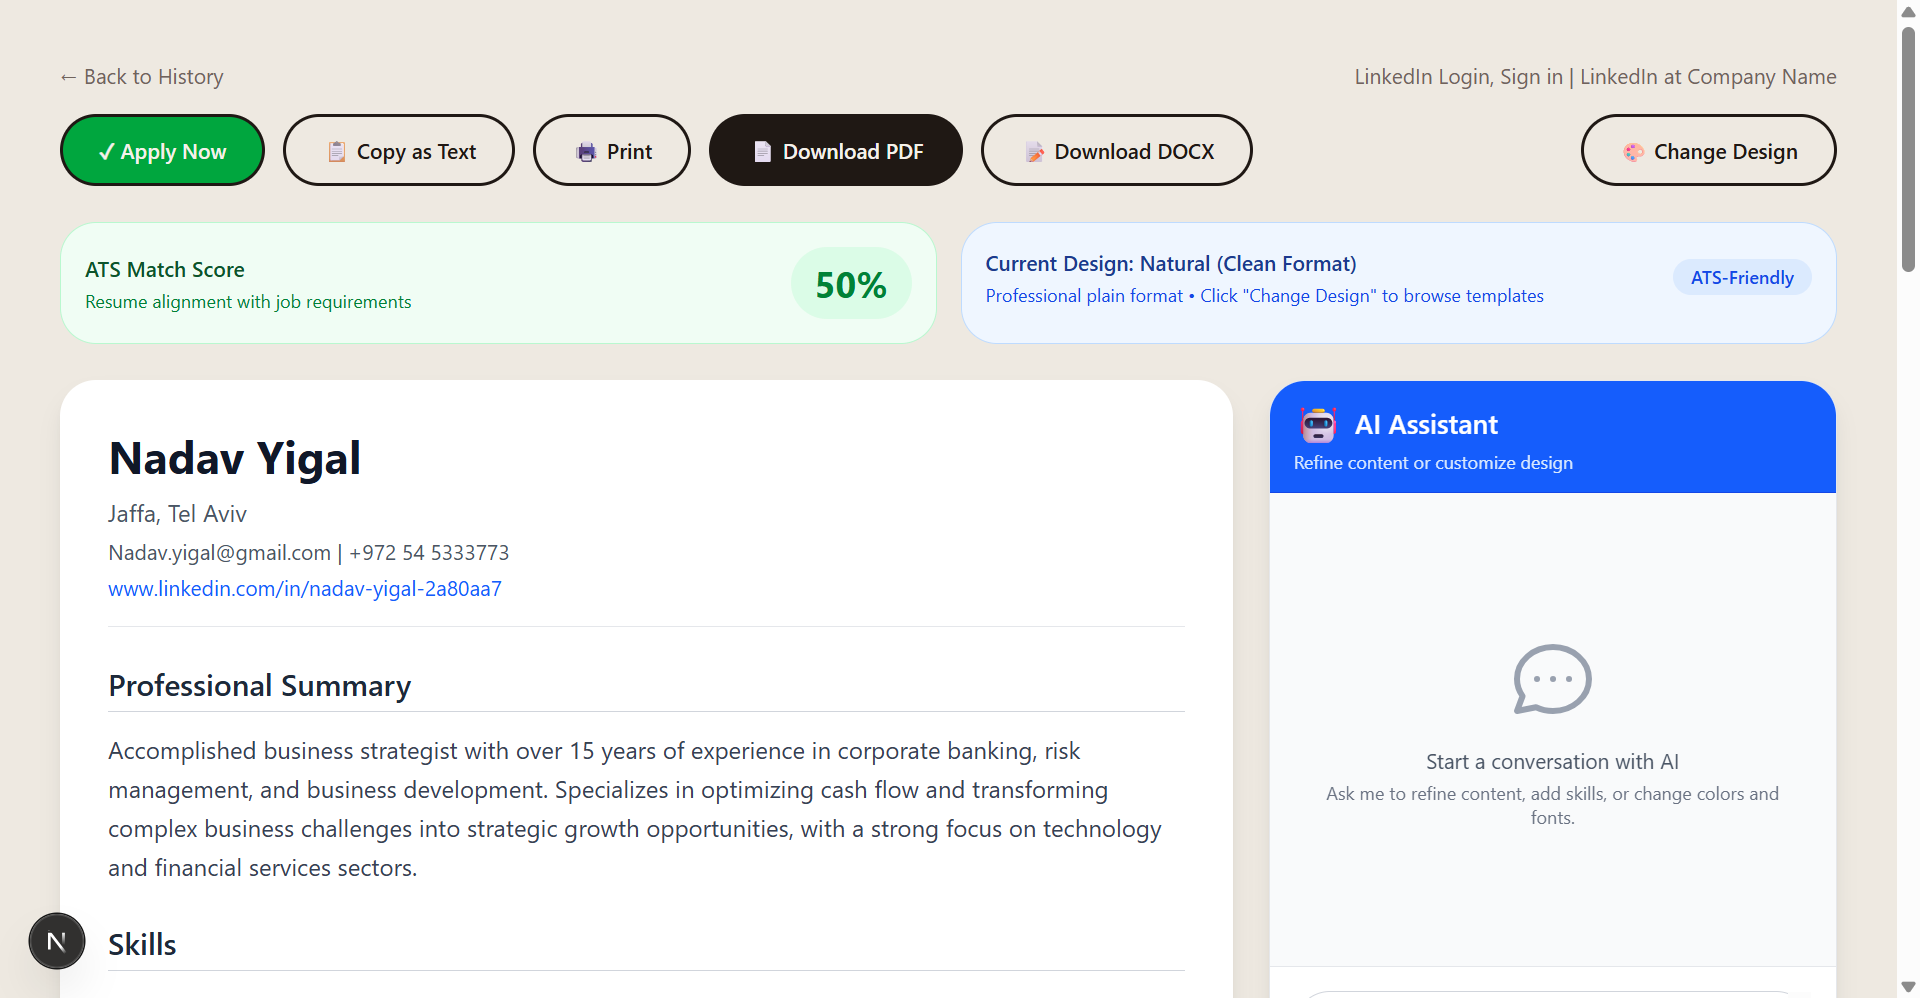 ← Back to History
LinkedIn Login, Sign in | LinkedIn at Company Name
✓ Apply Now
Copy as Text
Print
Download PDF
Download DOCX
Change Design
ATS Match Score
Resume alignment with job requirements
50%
Current Design: Natural (Clean Format)
Professional plain format • Click "Change Design" to browse templates
ATS-Friendly
Nadav Yigal
Jaffa, Tel Aviv
Nadav.yigal@gmail.com | +972 54 5333773
www.linkedin.com/in/nadav-yigal-2a80aa7
Professional Summary
Accomplished business strategist with over 15 years of experience in corporate banking, risk
management, and business development. Specializes in optimizing cash flow and transforming
complex business challenges into strategic growth opportunities, with a strong focus on technology
and financial services sectors.
Skills
N
AI Assistant
Refine content or customize design
Start a conversation with AI
Ask me to refine content, add skills, or change colors and
fonts.